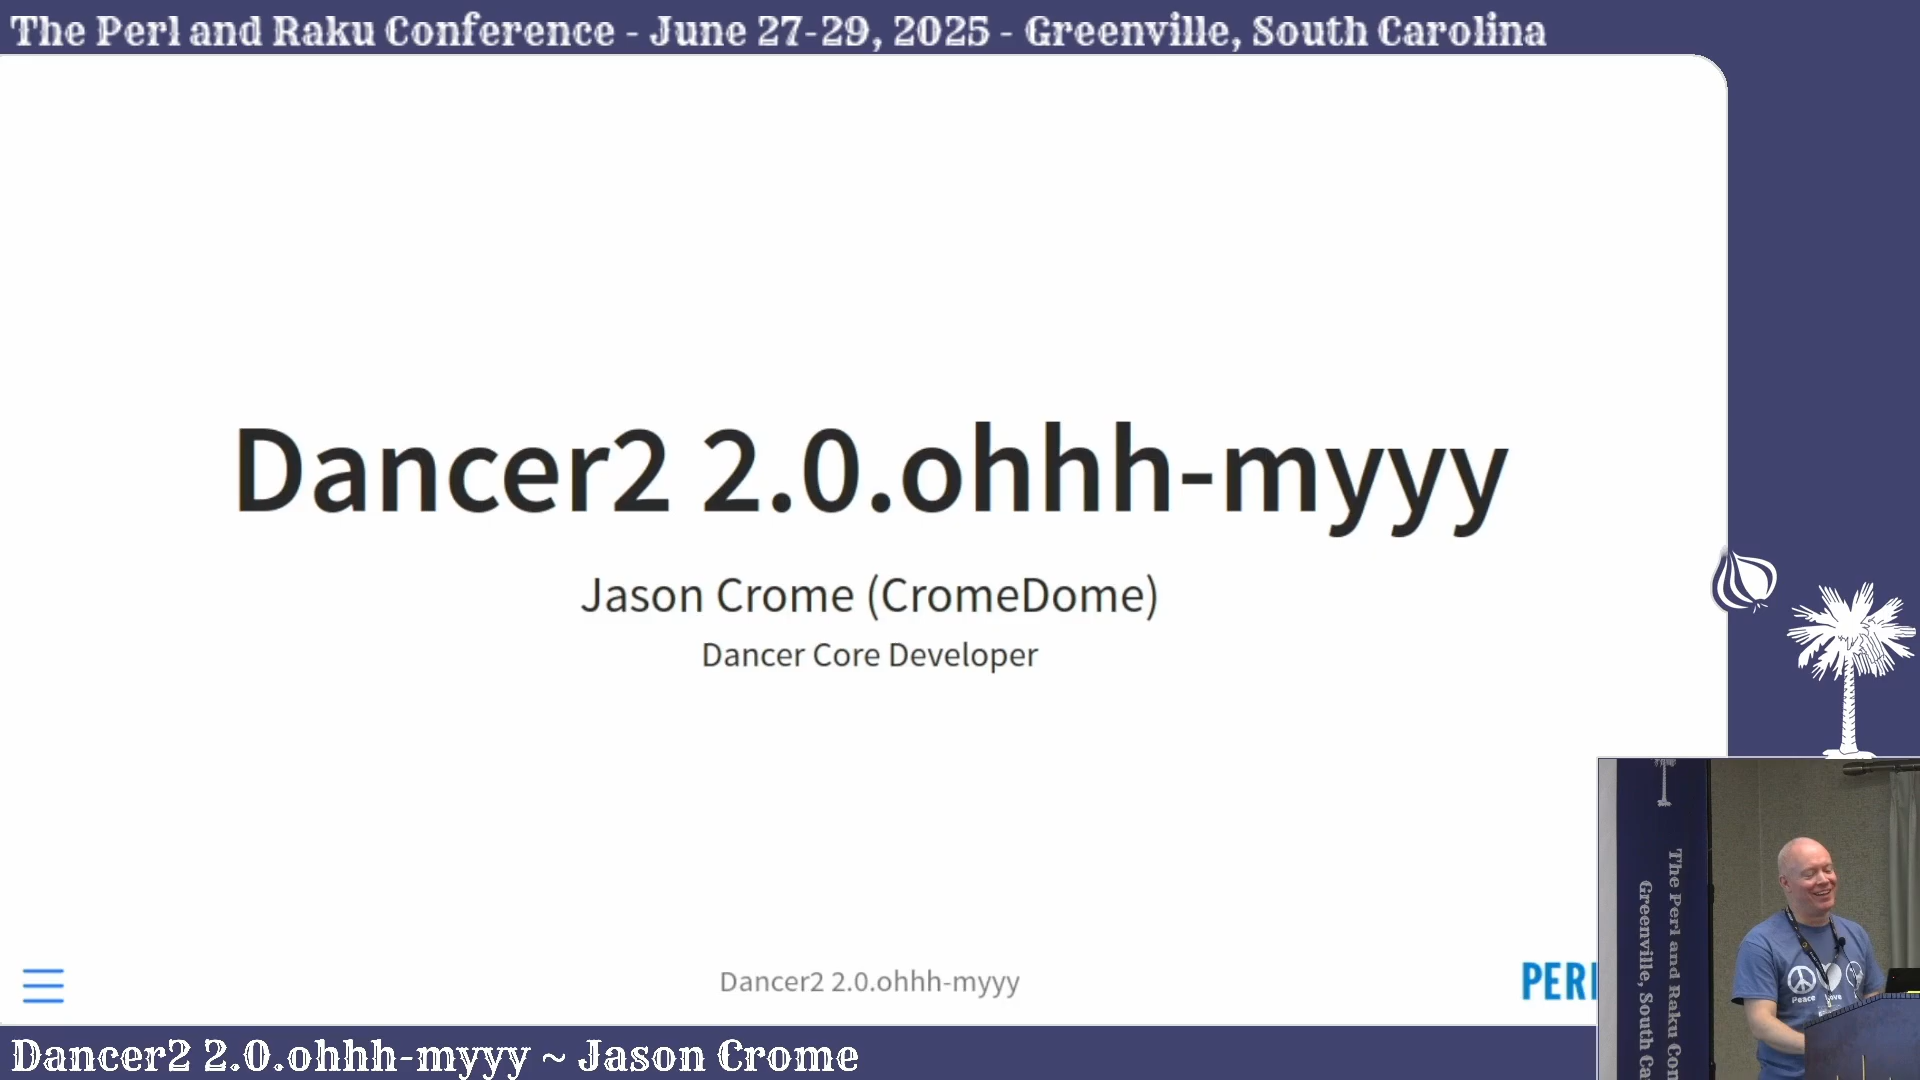 The Perl and Raku Conference - June 27-29, 2025 - Greenville, South Carolina
Dancer2 2.0.ohhh-myyy
Jason Crome (CromeDome)
Dancer Core Developer
Dancer2 2.0.ohhh-myyy
PERL
The Perl and Raku Con
Greenville, South Ca
Peace Love
Dancer2 2.0.ohhh-myyy ~ Jason Crome